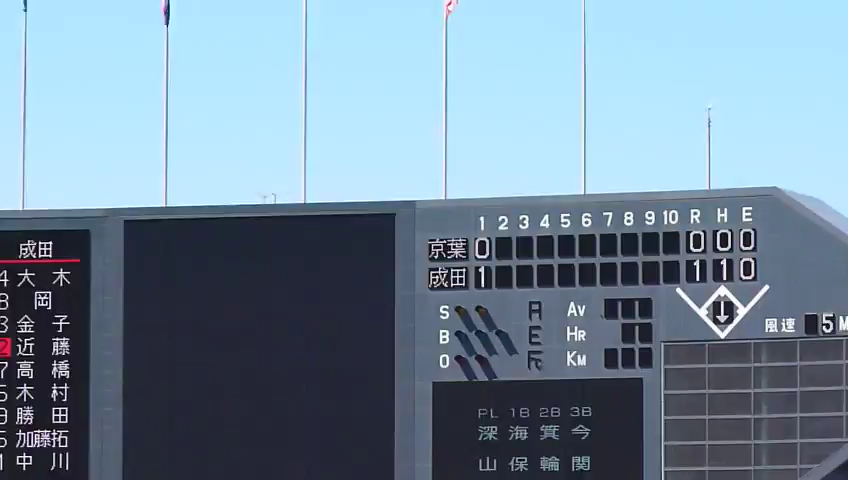 1 2 3 4 5 6 7 8 9 10 R H E
京葉 0 0 0 0
成田 1 1 1 0
成田
4 大木
8 岡
3 金子
2 近藤
7 高橋
5 木村
9 勝田
加藤拓
中川
S Av
B HR
O KM
風速 5 M
PL 1B 2B 3B
深 海 箕 今
山 保 輪 関